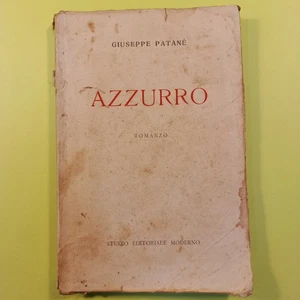 GIUSEPPE PATANÈ
AZZURRO
ROMANZO
STUDIO EDITORIALE MODERNO